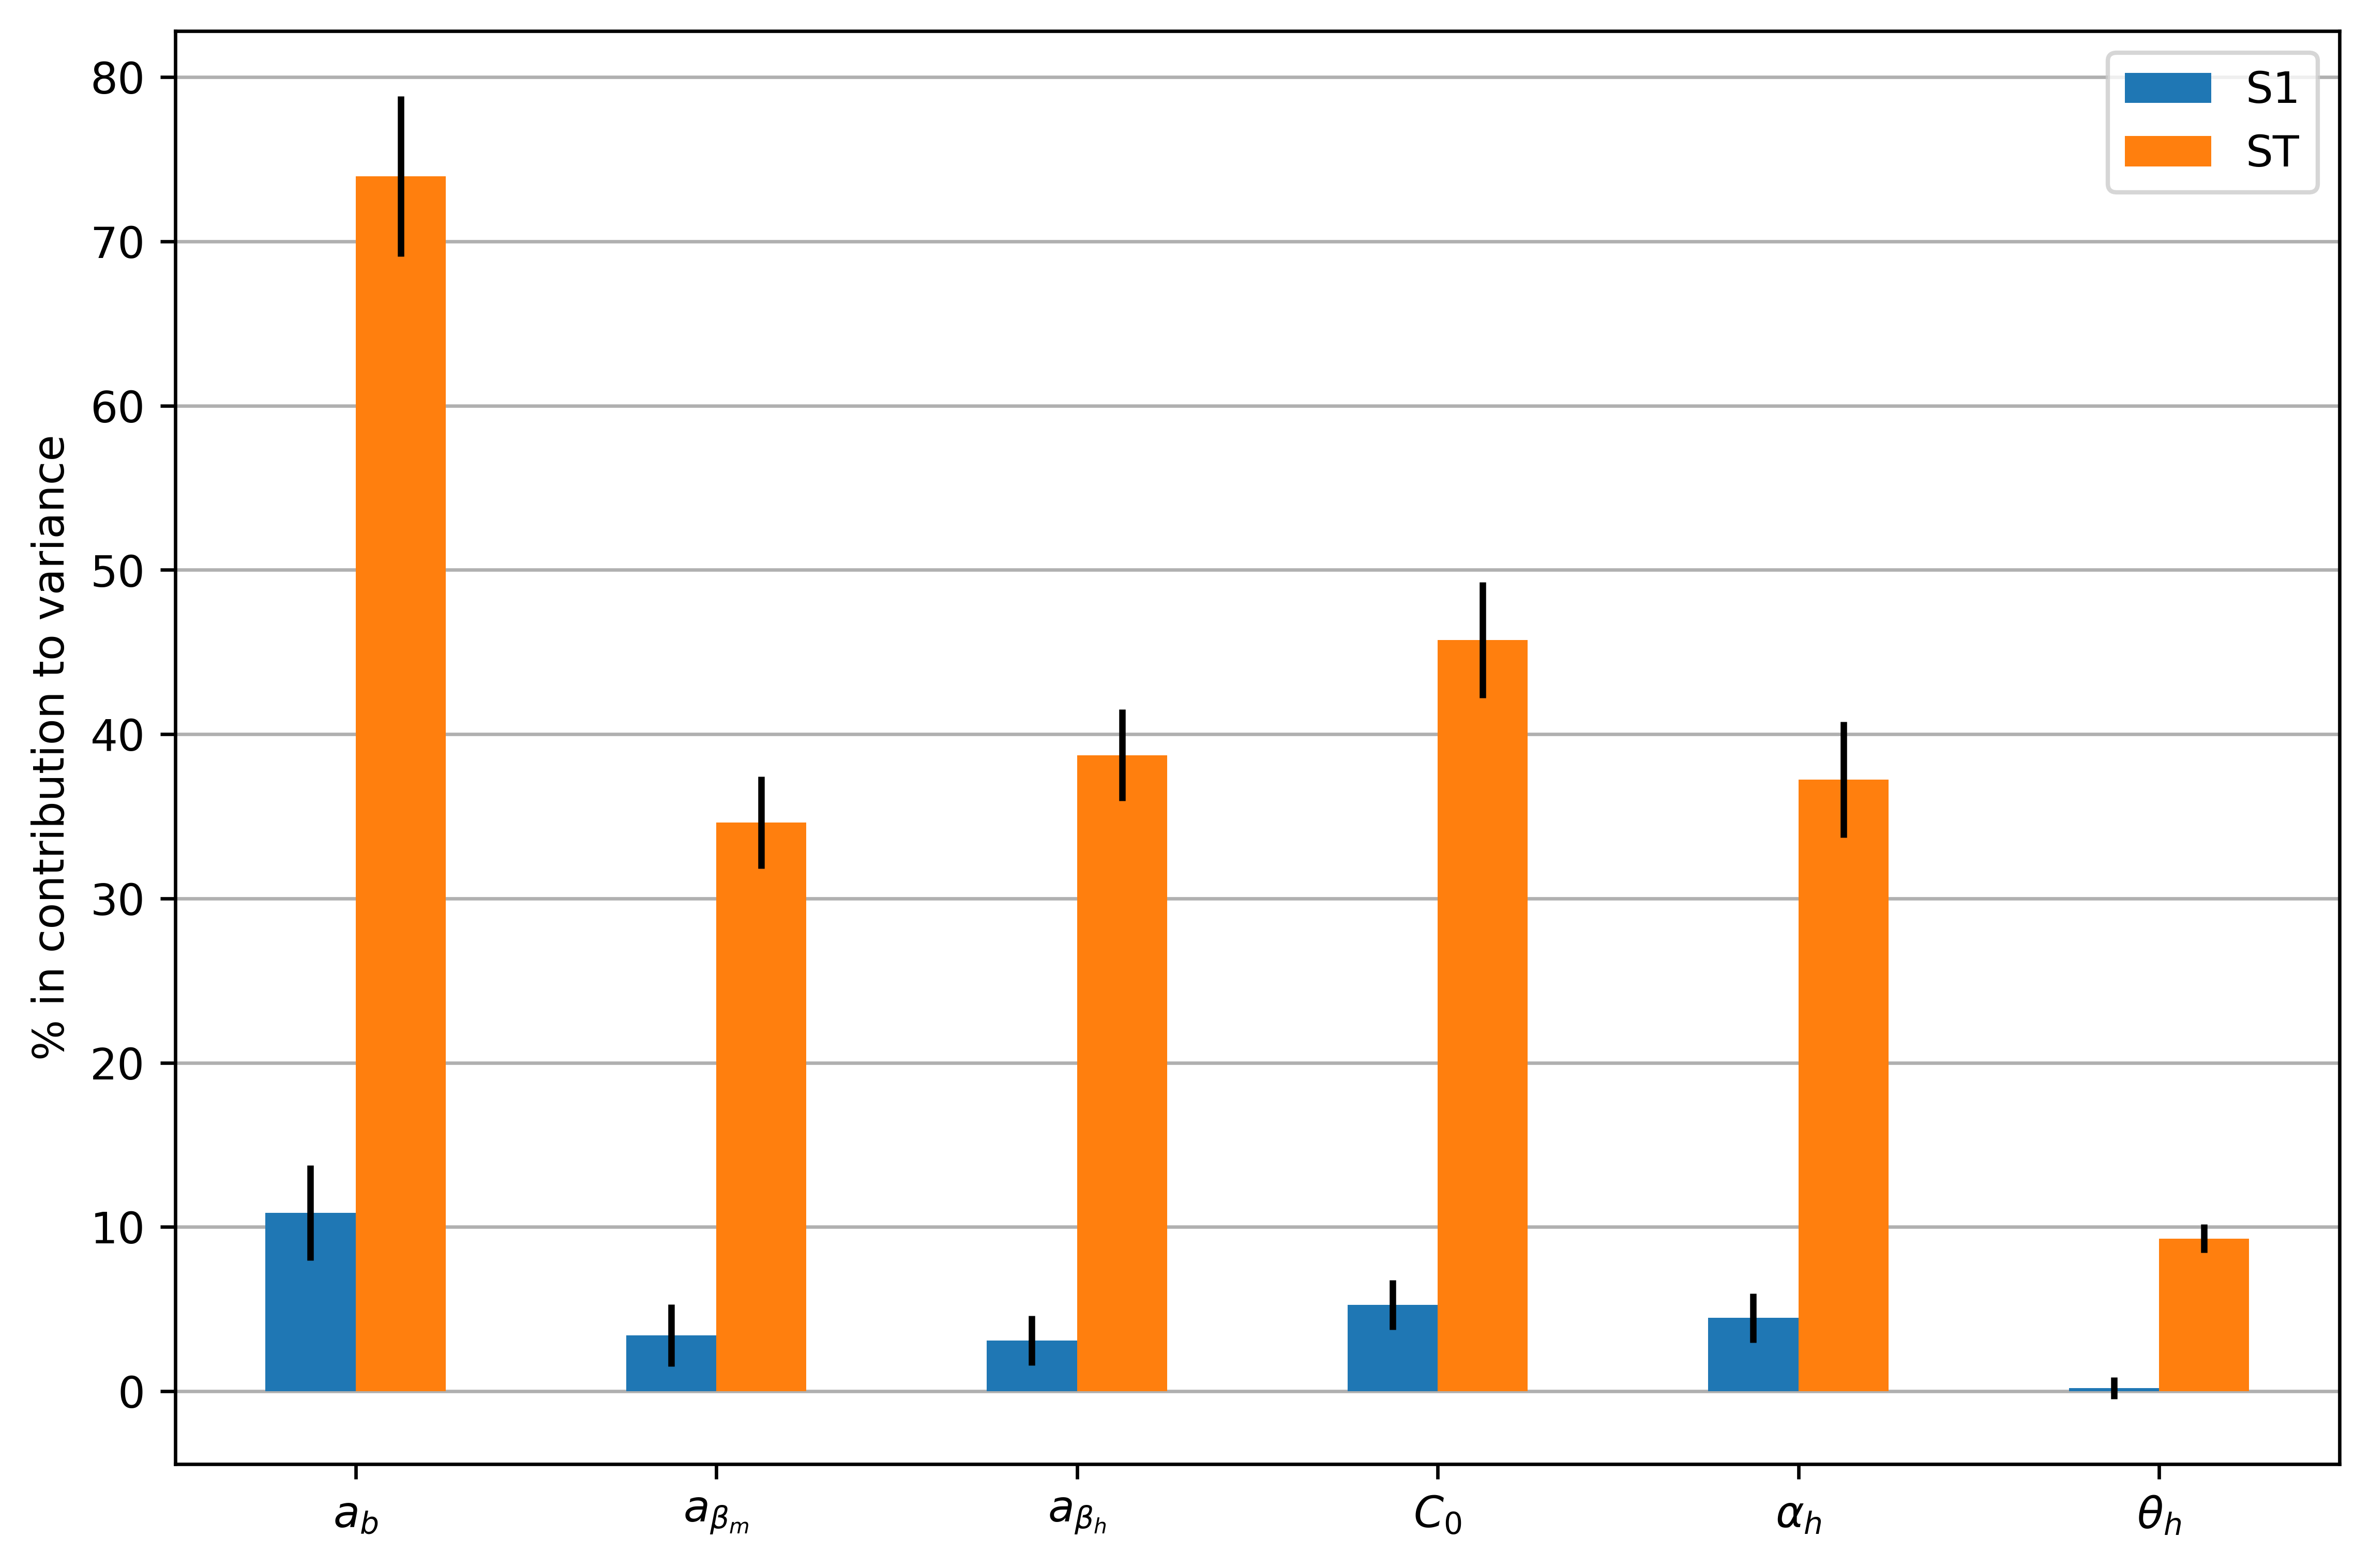 80
70
60
50
40
30
20
10
0
% in contribution to variance
S1
ST
a_b
a_{β_m}
a_{β_h}
C_0
α_h
θ_h